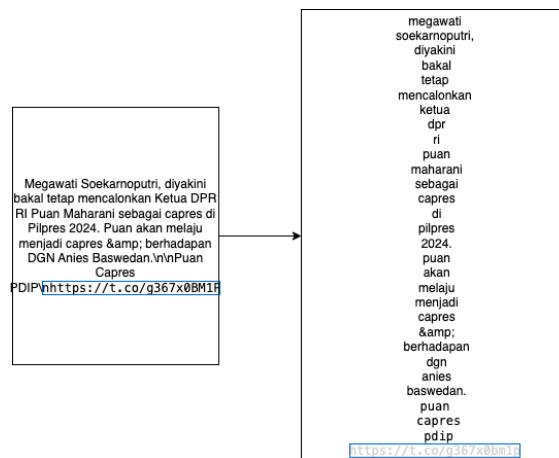 Megawati Soekarnoputri, diyakini
bakal tetap mencalonkan Ketua DPR
RI Puan Maharani sebagai capres di
Pilpres 2024. Puan akan melaju
menjadi capres &amp; berhadapan
DGN Anies Baswedan.\n\nPuan
Capres
PDIP\nhttps://t.co/g367x0BM1P
megawati
soekarnoputri,
diyakini
bakal
tetap
mencalonkan
ketua
dpr
ri
puan
maharani
sebagai
capres
di
pilpres
2024.
puan
akan
melaju
menjadi
capres
&amp;
berhadapan
dgn
anies
baswedan.
puan
capres
pdip
https://t.co/g367x0bm1p